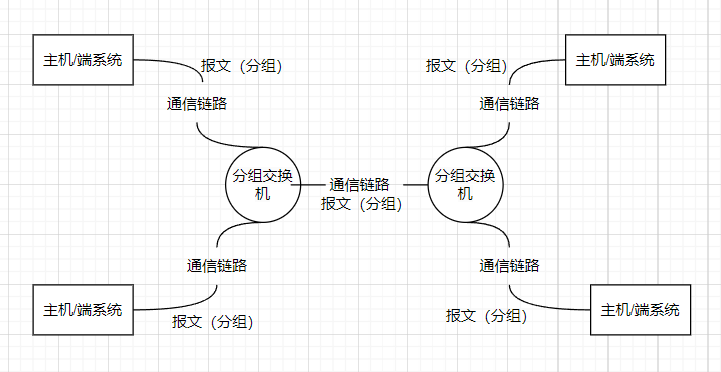 主机/端系统
报文（分组）
报文（分组）
主机/端系统
通信链路
通信链路
分组交换
机
通信链路
报文（分组）
分组交换
机
通信链路
通信链路
主机/端系统
报文（分组）
报文（分组）
主机/端系统